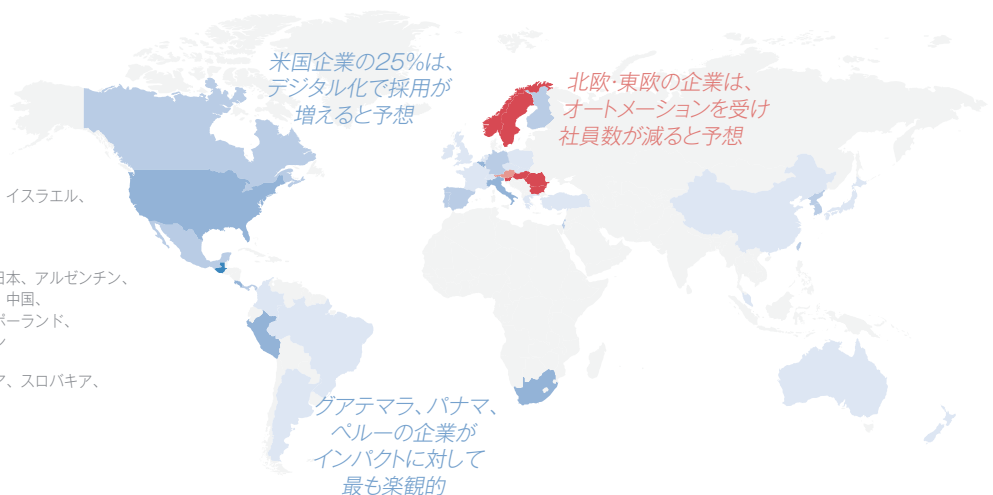 米国企業の25%は、
デジタル化で採用が
増えると予想
北欧・東欧の企業は、
オートメーションを受け
社員数が減ると予想
イスラエル、
日本、アルゼンチン、
中国、
ポーランド、
ン
マ、スロバキア、
グアテマラ、パナマ、
ペルーの企業が
インパクトに対して
最も楽観的